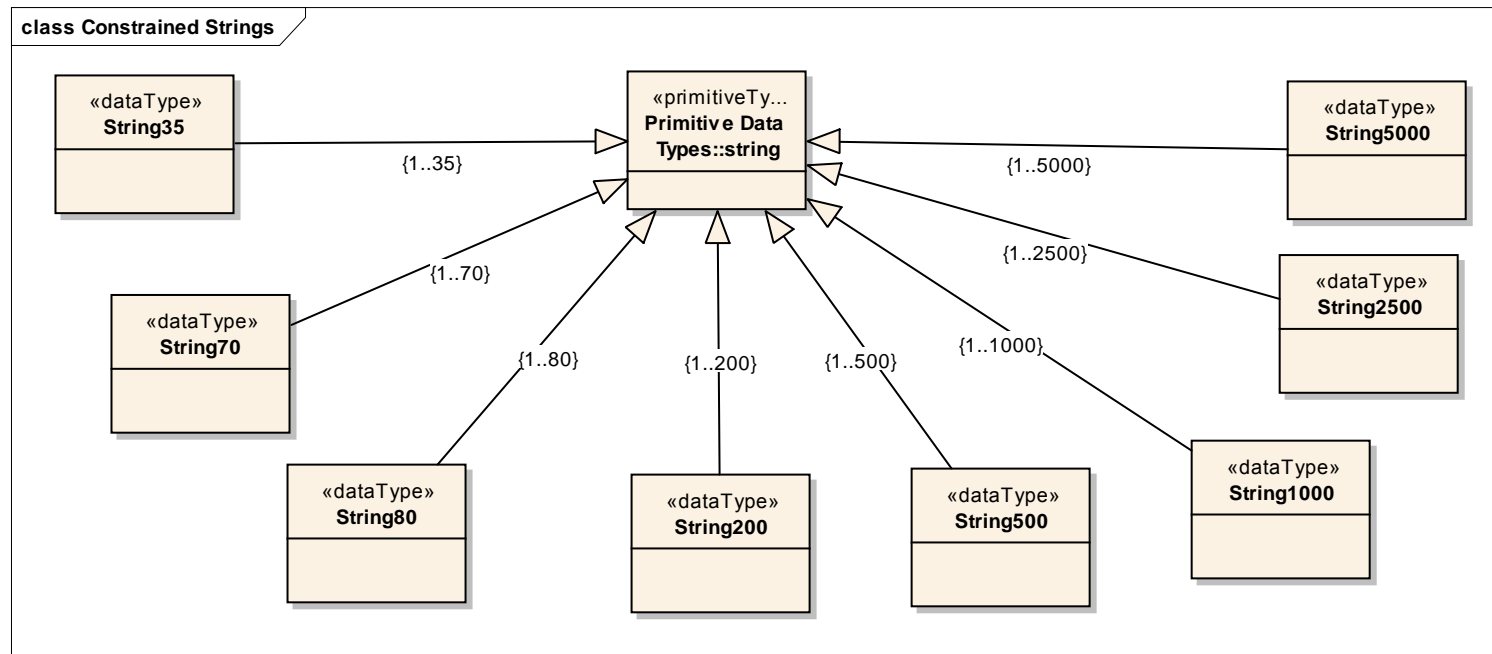 class Constrained Strings
«dataType»
String35
«primitiveTy...
Primitive Data
Types::string
«dataType»
String5000
{1..35}
{1..5000}
{1..70}
{1..2500}
«dataType»
String70
«dataType»
String2500
{1..80}
{1..200}
{1..500}
{1..1000}
«dataType»
String80
«dataType»
String200
«dataType»
String500
«dataType»
String1000